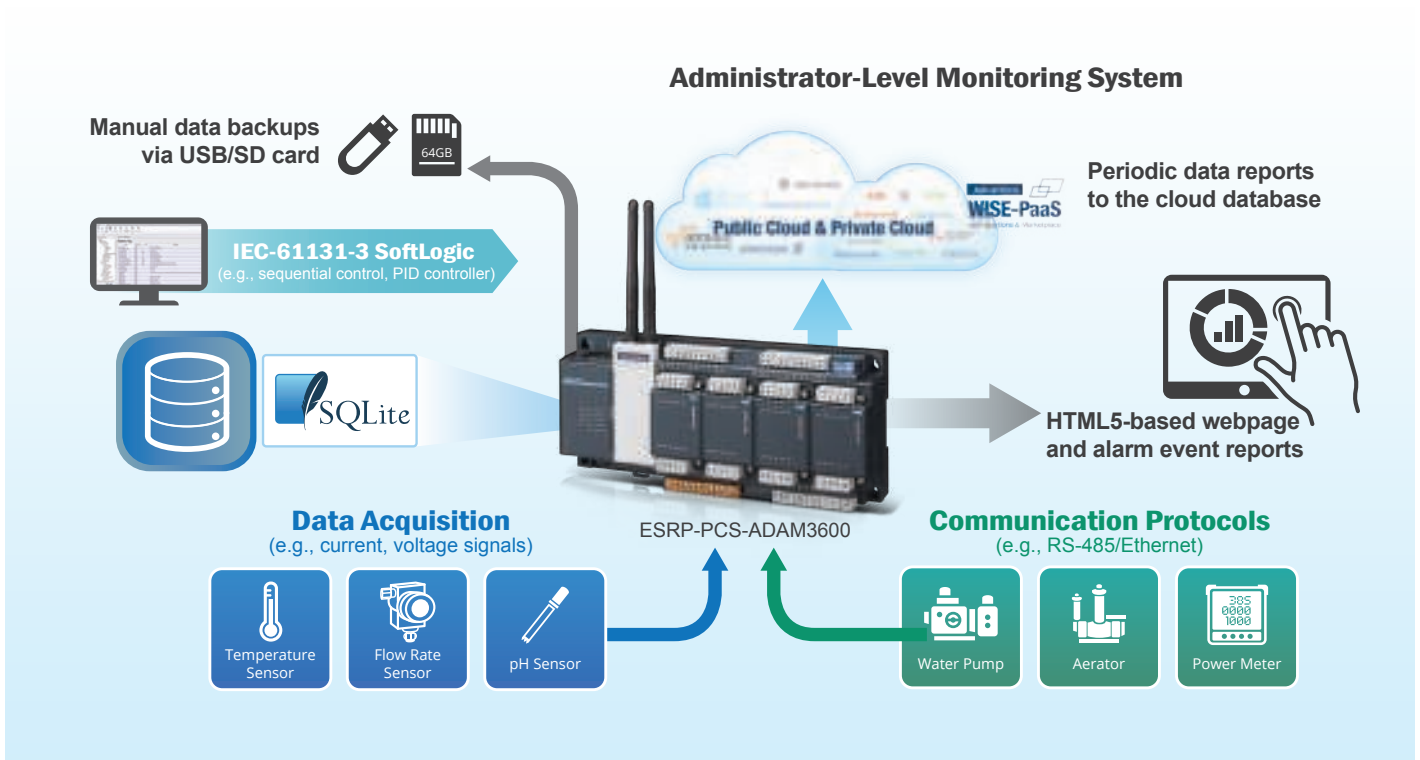 Administrator-Level Monitoring System
Manual data backups
via USB/SD card
64GB
Periodic data reports
to the cloud database
WISE-PaaS
Public Cloud & Private Cloud
IEC-61131-3 SoftLogic
(e.g., sequential control, PID controller)
SQLite
HTML5-based webpage
and alarm event reports
ESRP-PCS-ADAM3600
Data Acquisition
(e.g., current, voltage signals)
Communication Protocols
(e.g., RS-485/Ethernet)
Temperature
Sensor
Flow Rate
Sensor
pH Sensor
385
0000
1000
Water Pump
Aerator
Power Meter